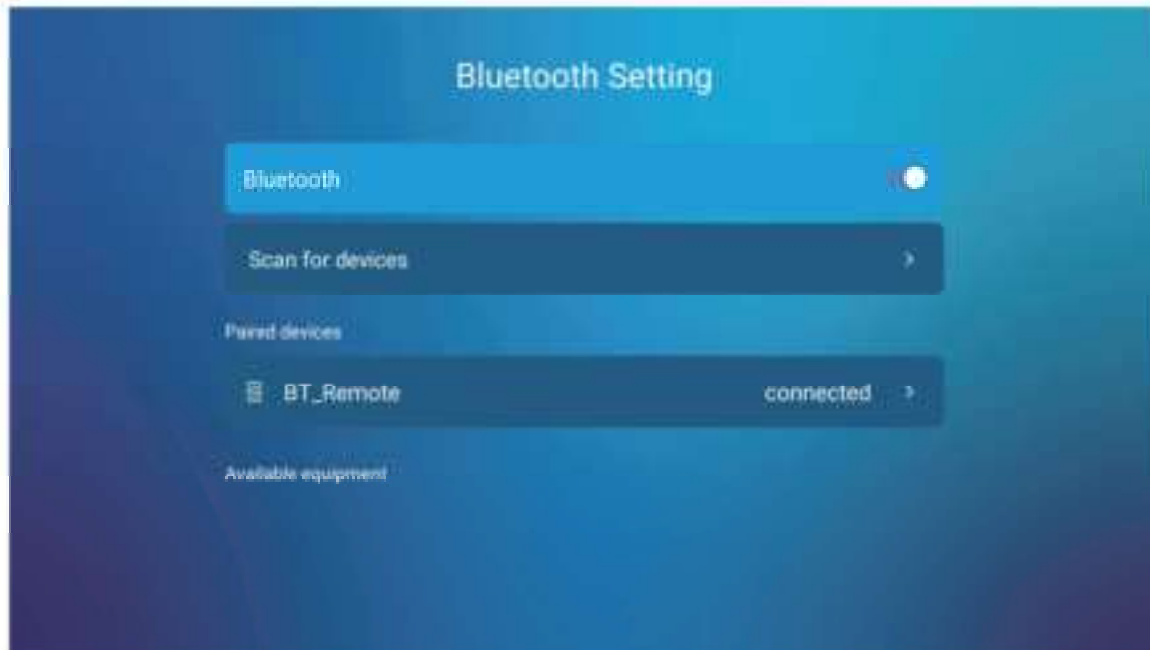 Bluetooth Setting
Bluetooth
Scan for devices
Paired devices
BT_Remote connected
Available equipment